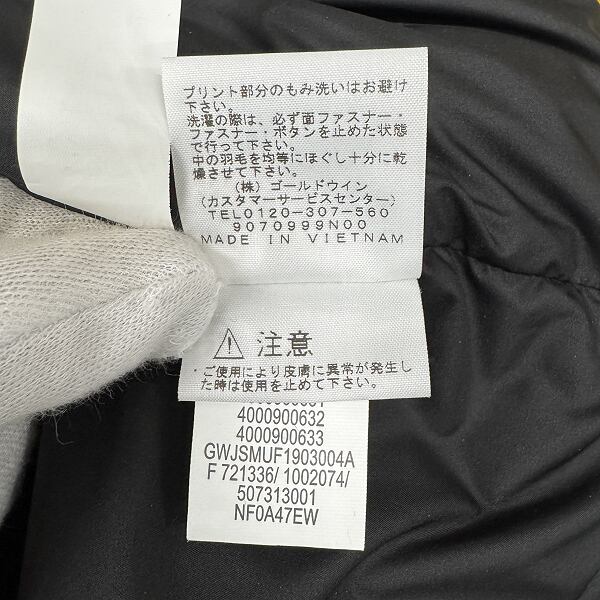 プリント部分のもみ洗いはお避け
下さい。
洗濯の際は、必ず面ファスナー・
ファスナー・ボタンを止めた状態
で行って下さい。
中の羽毛を均等にほぐし十分に乾
燥させて下さい。
(株)ゴールドウイン
(カスタマーサービスセンター)
TEL0120-307-560
9070999N00
MADE IN VIETNAM
注意
・ご使用により皮膚に異常が発生し
た時は使用を止めて下さい。
4000900632
4000900633
GWJSMUF1903004A
F 721336/ 1002074/
507313001
NF0A47EW